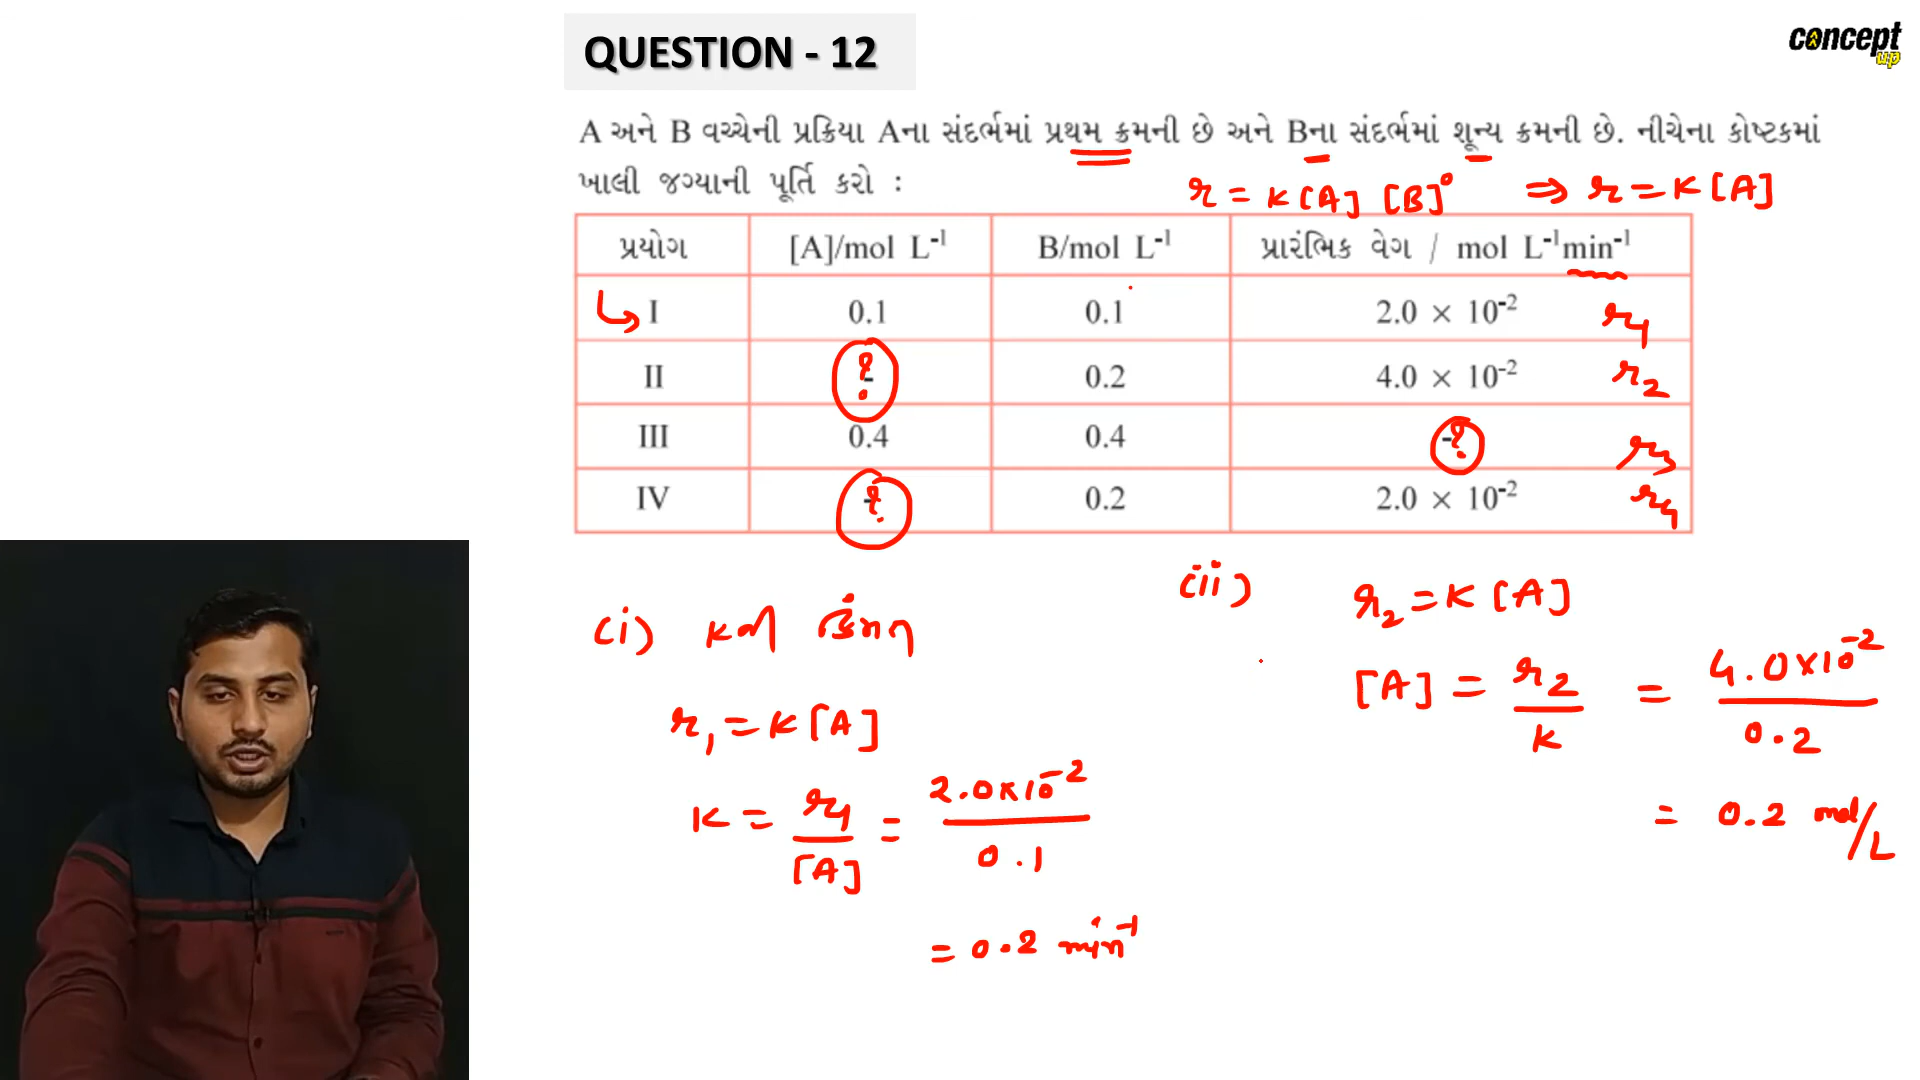 QUESTION - 12
concept
up
A અને B વચ્ચેની પ્રક્રિયા Aના સંદર્ભમાં પ્રથમ ક્રમની છે અને Bના સંદર્ભમાં શૂન્ય ક્રમની છે. નીચેના કોષ્ટકમાં
ખાલી જગ્યાની પૂર્તિ કરો :
r = K[A] [B]⁰ ⇒ r = K[A]
પ્રયોગ [A]/mol L⁻¹ B/mol L⁻¹ પ્રારંભિક વેગ / mol L⁻¹min⁻¹
I 0.1 0.1 2.0 × 10⁻² r₁
II - ? 0.2 4.0 × 10⁻² r₂
III 0.4 0.4 - ? r₃
IV - ? 0.2 2.0 × 10⁻² r₄
(i) Kની કિંમત
r₁ = K[A]
K = r₁/[A] = 2.0×10⁻²/0.1
= 0.2 min⁻¹
(ii) r₂ = K[A]
[A] = r₂/K = 4.0×10⁻²/0.2
= 0.2 mol/L